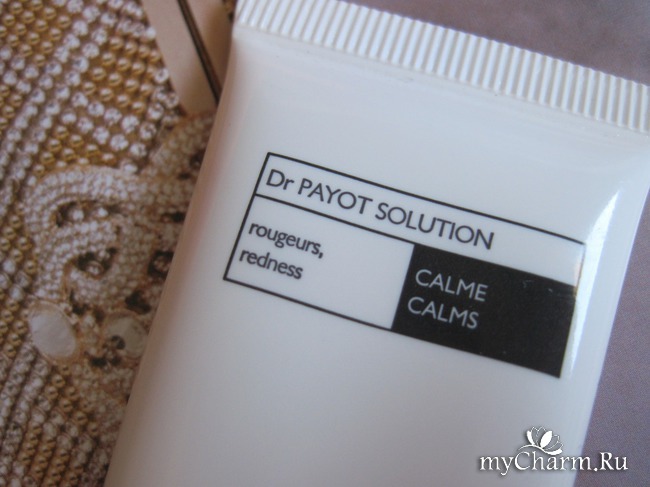 Dr PAYOT SOLUTION
rougeurs,
redness
CALME
CALMS
myCharm.Ru